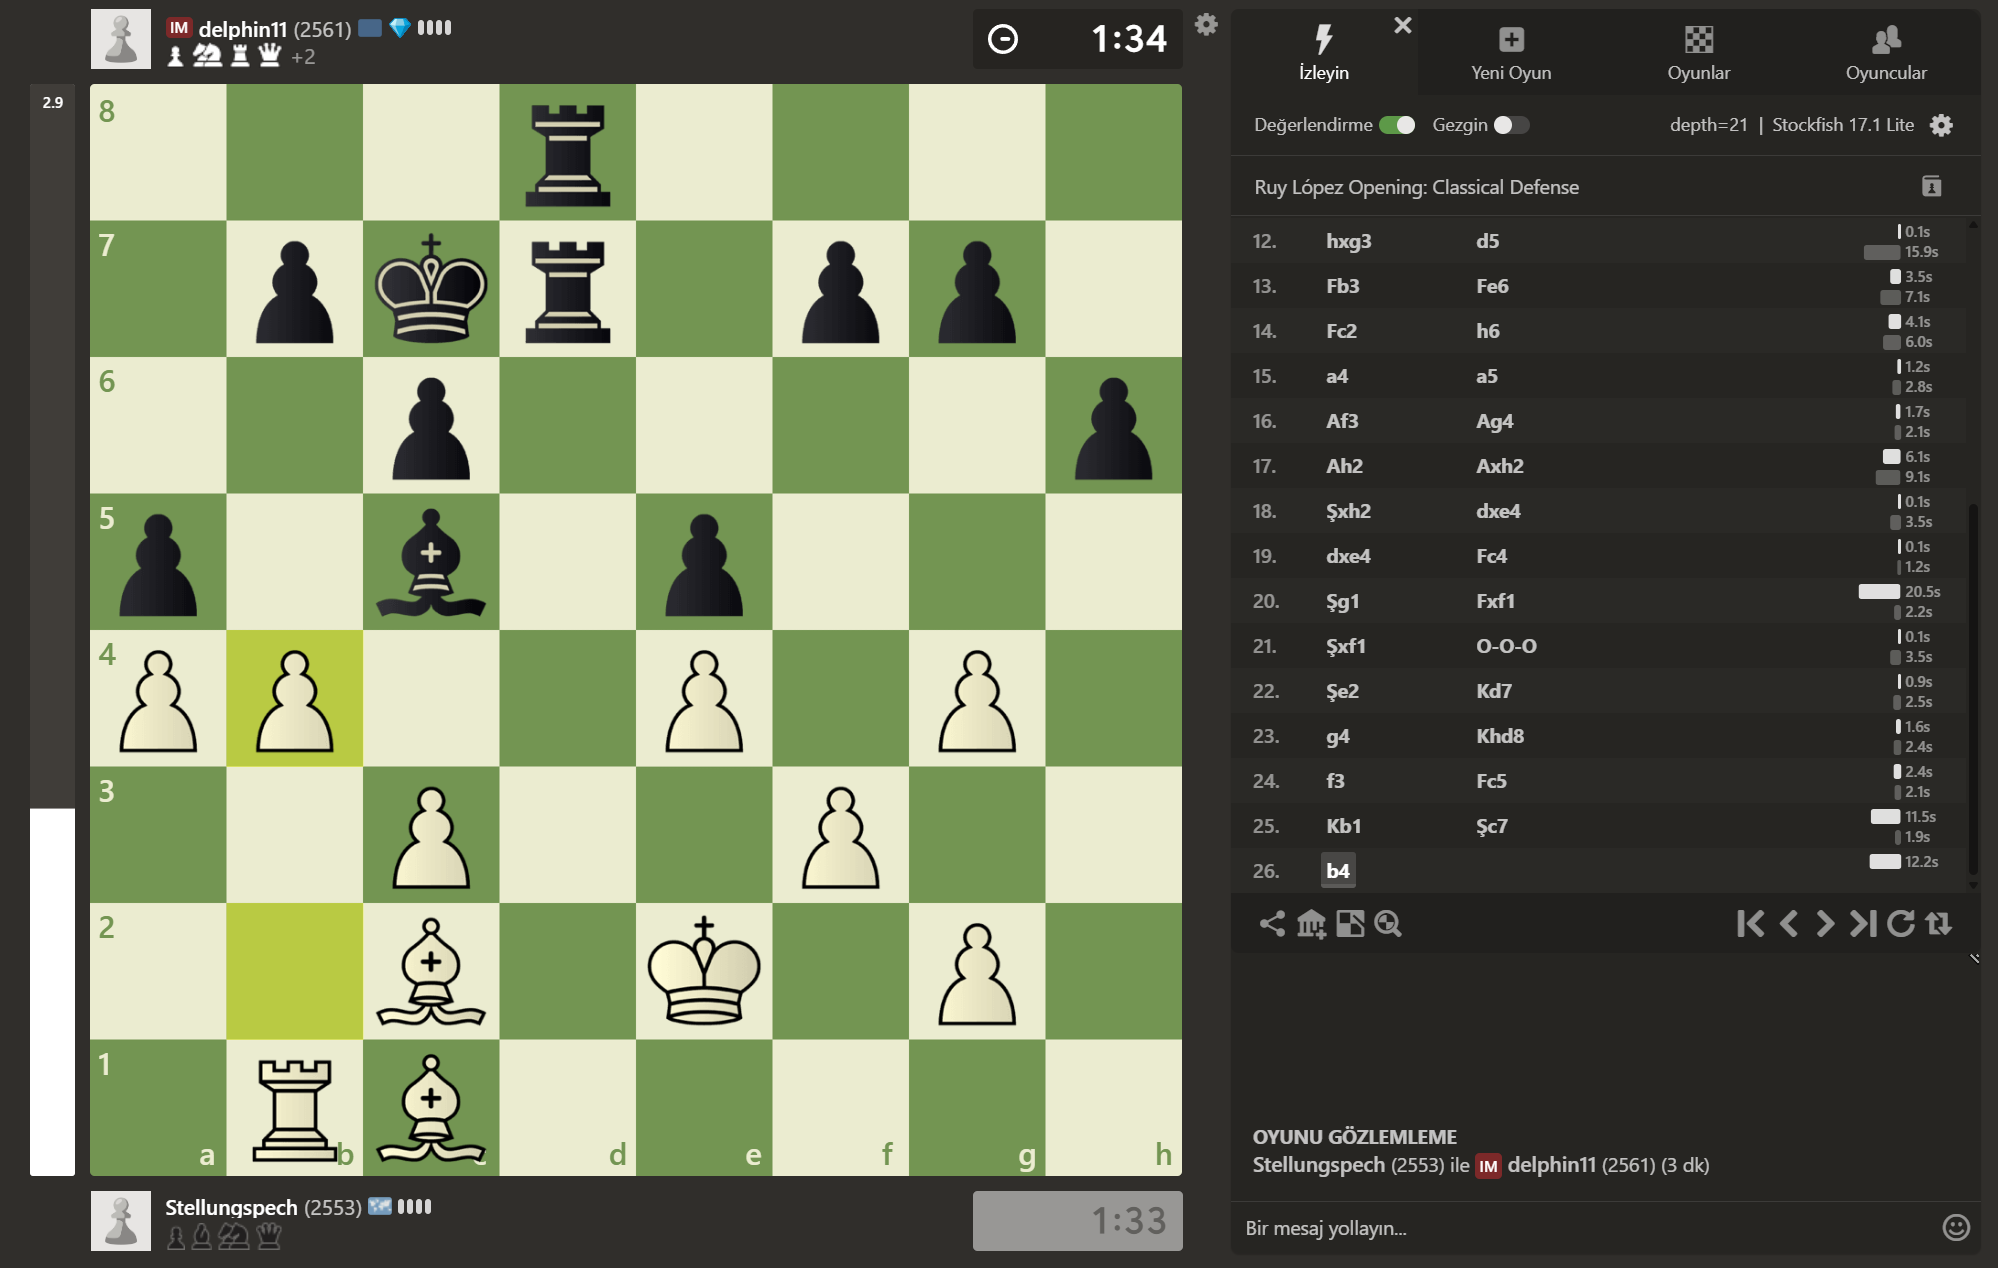 IM delphin11 (2561)
+2
1:34
2.9
8
7
6
5
4
3
2
1
a b c d e f g h
Stellungspech (2553)
1:33
İzleyin
Yeni Oyun
Oyunlar
Oyuncular
Değerlendirme Gezgin depth=21 | Stockfish 17.1 Lite
Ruy López Opening: Classical Defense
12. hxg3 d5 0.1s 15.9s
13. Fb3 Fe6 3.5s 7.1s
14. Fc2 h6 4.1s 6.0s
15. a4 a5 1.2s 2.8s
16. Af3 Ag4 1.7s 2.1s
17. Ah2 Axh2 6.1s 9.1s
18. Şxh2 dxe4 0.1s 3.5s
19. dxe4 Fc4 0.1s 1.2s
20. Şg1 Fxf1 20.5s 2.2s
21. Şxf1 O-O-O 0.1s 3.5s
22. Şe2 Kd7 0.9s 2.5s
23. g4 Khd8 1.6s 2.4s
24. f3 Fc5 2.4s 2.1s
25. Kb1 Şc7 11.5s 1.9s
26. b4 12.2s
OYUNU GÖZLEMLEME
Stellungspech (2553) ile IM delphin11 (2561) (3 dk)
Bir mesaj yollayın...